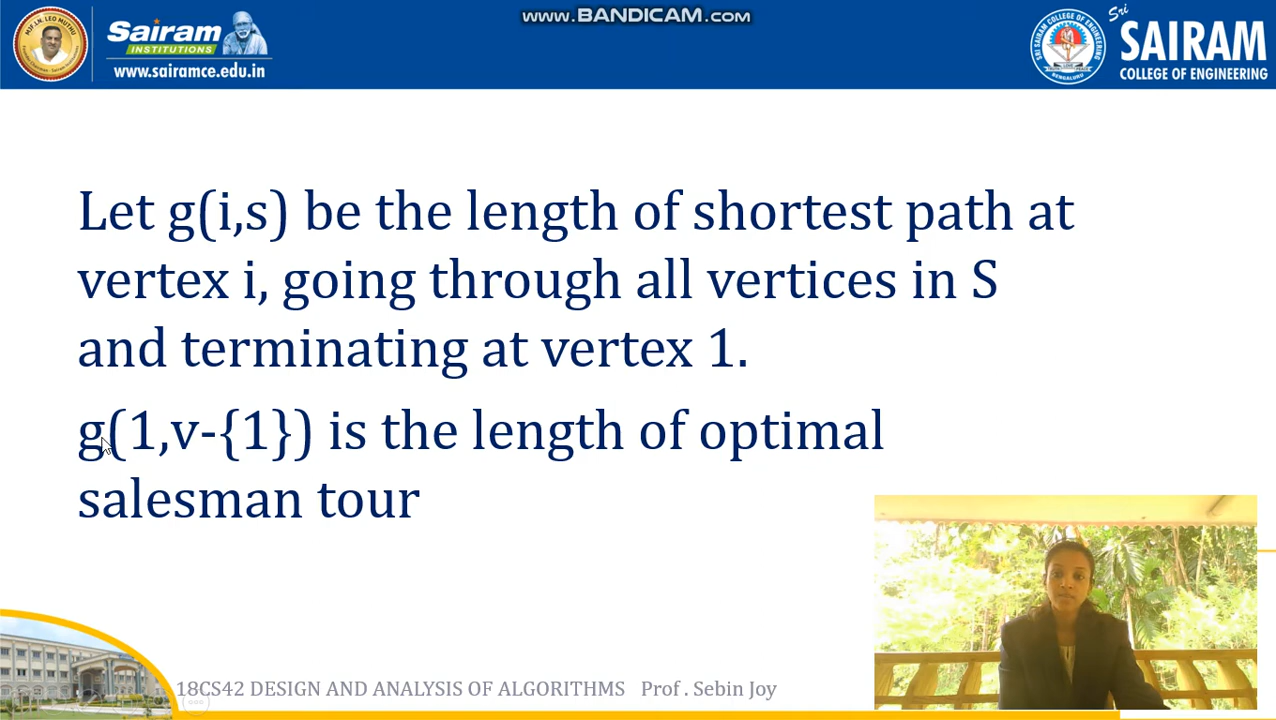 www.BANDICAM.com
Sairam
INSTITUTIONS
www.sairamce.edu.in
Sri
SAIRAM
COLLEGE OF ENGINEERING
Let g(i,s) be the length of shortest path at
vertex i, going through all vertices in S
and terminating at vertex 1.
g(1,v-{1}) is the length of optimal
salesman tour
18CS42 DESIGN AND ANALYSIS OF ALGORITHMS Prof . Sebin Joy